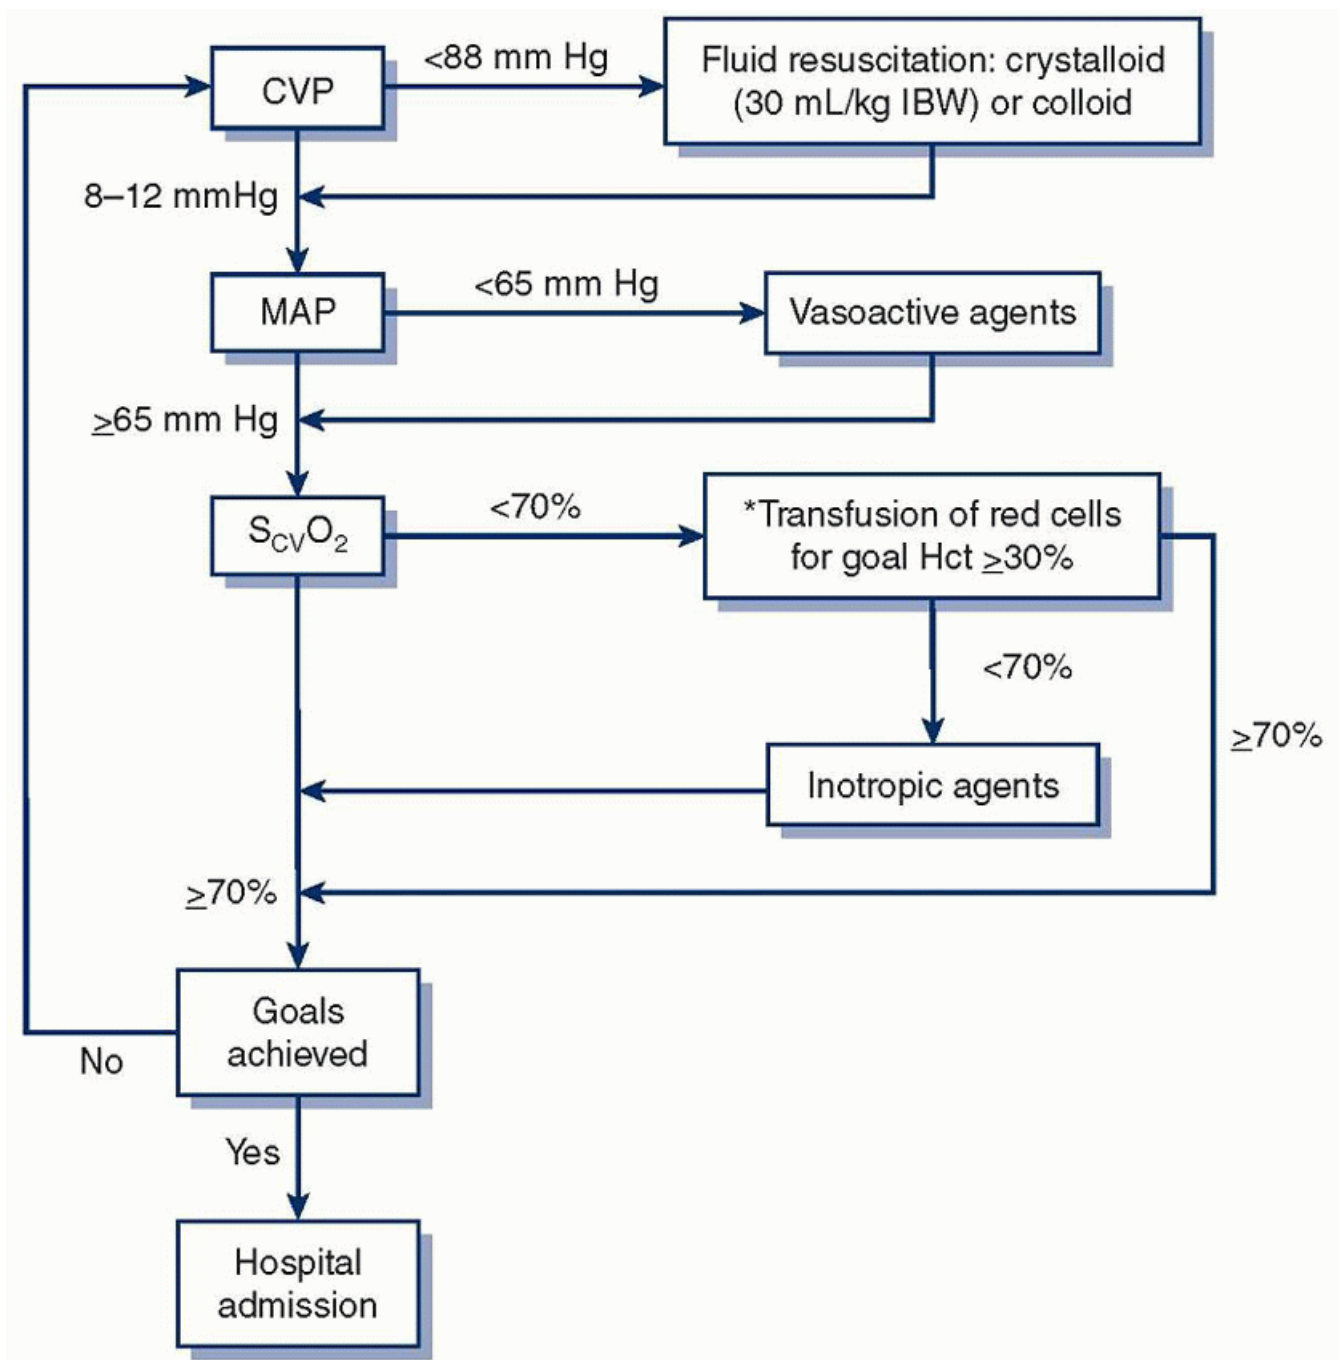 CVP
<88 mm Hg
Fluid resuscitation: crystalloid
(30 mL/kg IBW) or colloid
8–12 mmHg
MAP
<65 mm Hg
Vasoactive agents
≥65 mm Hg
SCVO2
<70%
*Transfusion of red cells
for goal Hct ≥30%
<70%
≥70%
Inotropic agents
≥70%
Goals
achieved
No
Yes
Hospital
admission